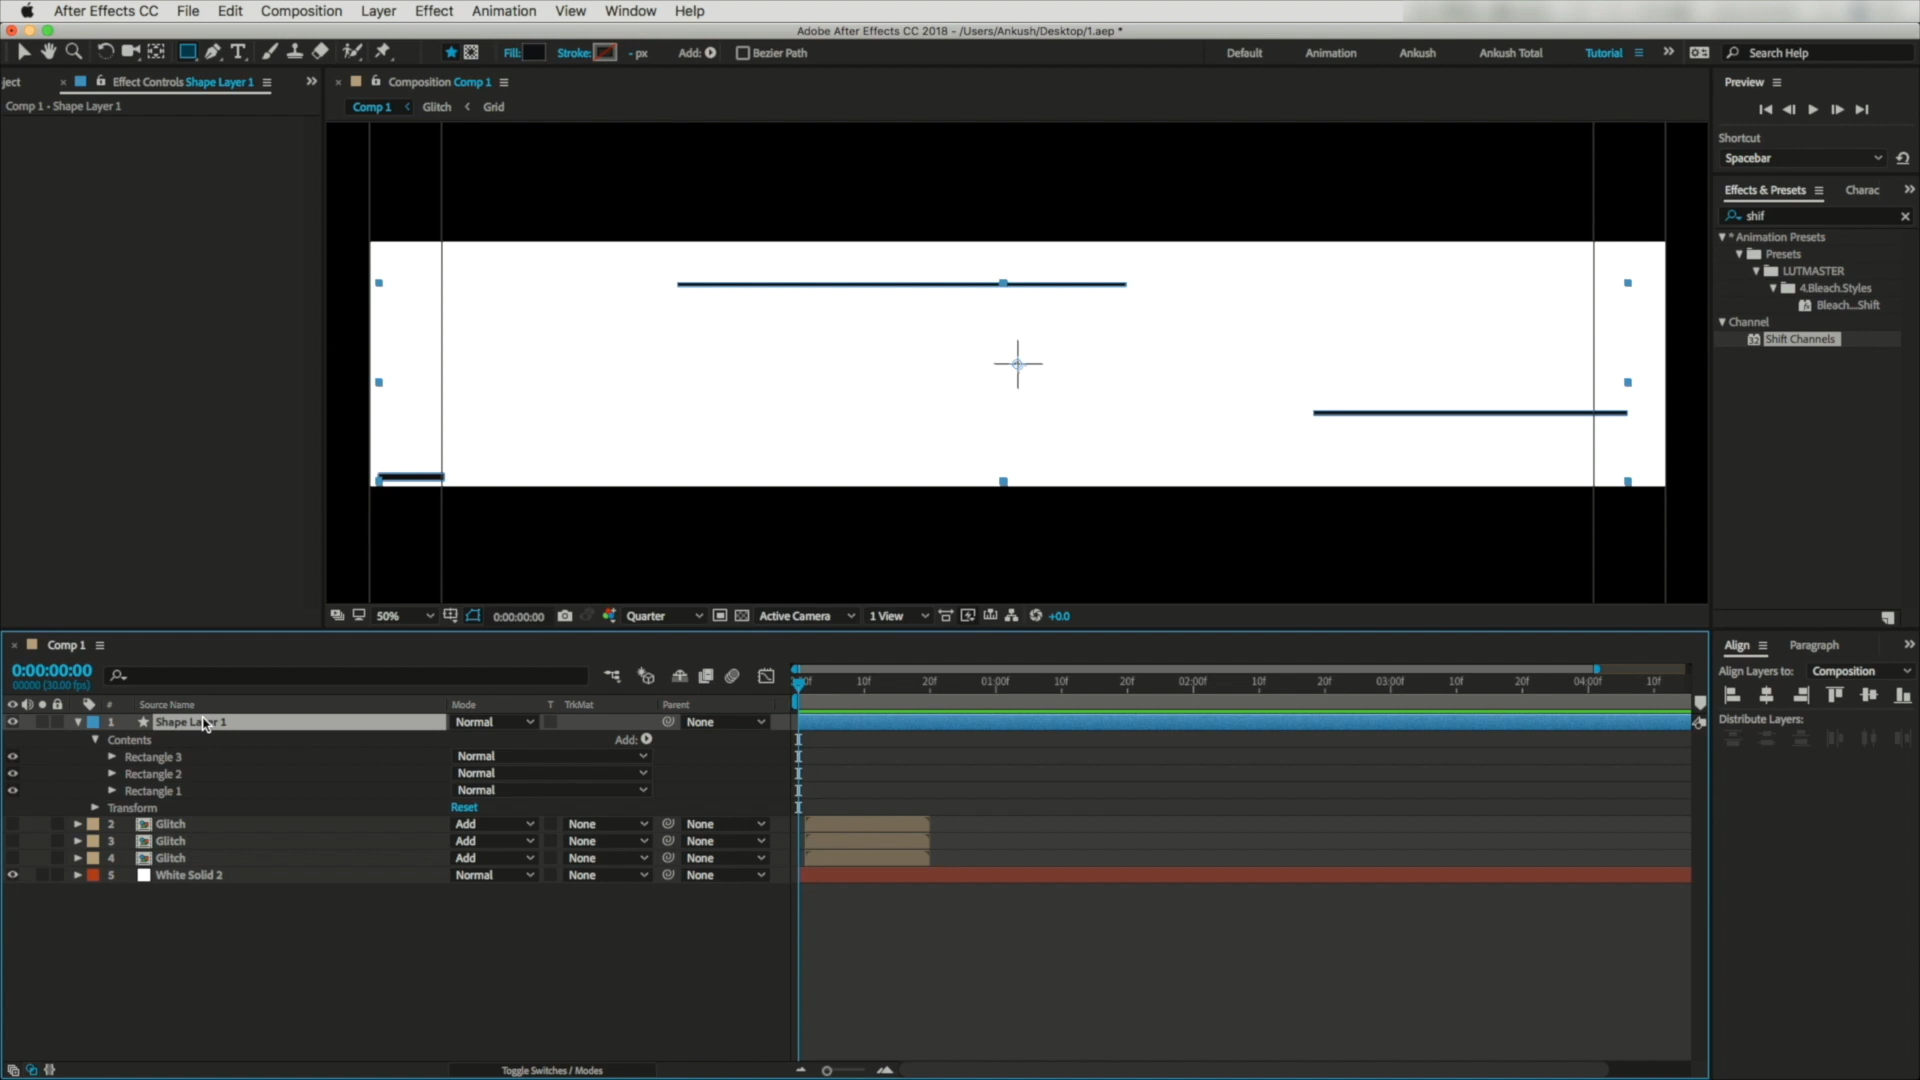 After Effects CC File Edit Composition Layer Effect Animation View Window Help
Adobe After Effects CC 2018 - /Users/Ankush/Desktop/1.aep *
Fill: Stroke: - px Add: Bezier Path Default Animation Ankush Ankush Total Tutorial Search Help
ject Effect Controls Shape Layer 1 Composition Comp 1 Preview
Comp 1 - Shape Layer 1 Comp 1 Glitch Grid
Shortcut
Spacebar
Effects & Presets Charac
shif
* Animation Presets
Presets
LUTMASTER
4.Bleach.Styles
Bleach...Shift
Channel
32 Shift Channels
50% 0:00:00:00 Quarter Active Camera 1 View +0.0
Comp 1 Align Paragraph
0:00:00:00
00000 (30.00 fps)
Align Layers to: Composition
:00f 10f 20f 01:00f 10f 20f 02:00f 10f 20f 03:00f 10f 20f 04:00f 10f
# Source Name Mode T TrkMat Parent
Distribute Layers:
1 Shape Layer 1 Normal None
Contents Add:
Rectangle 3 Normal
Rectangle 2 Normal
Rectangle 1 Normal
Transform Reset
2 Glitch Add None None
3 Glitch Add None None
4 Glitch Add None None
5 White Solid 2 Normal None None
Toggle Switches / Modes